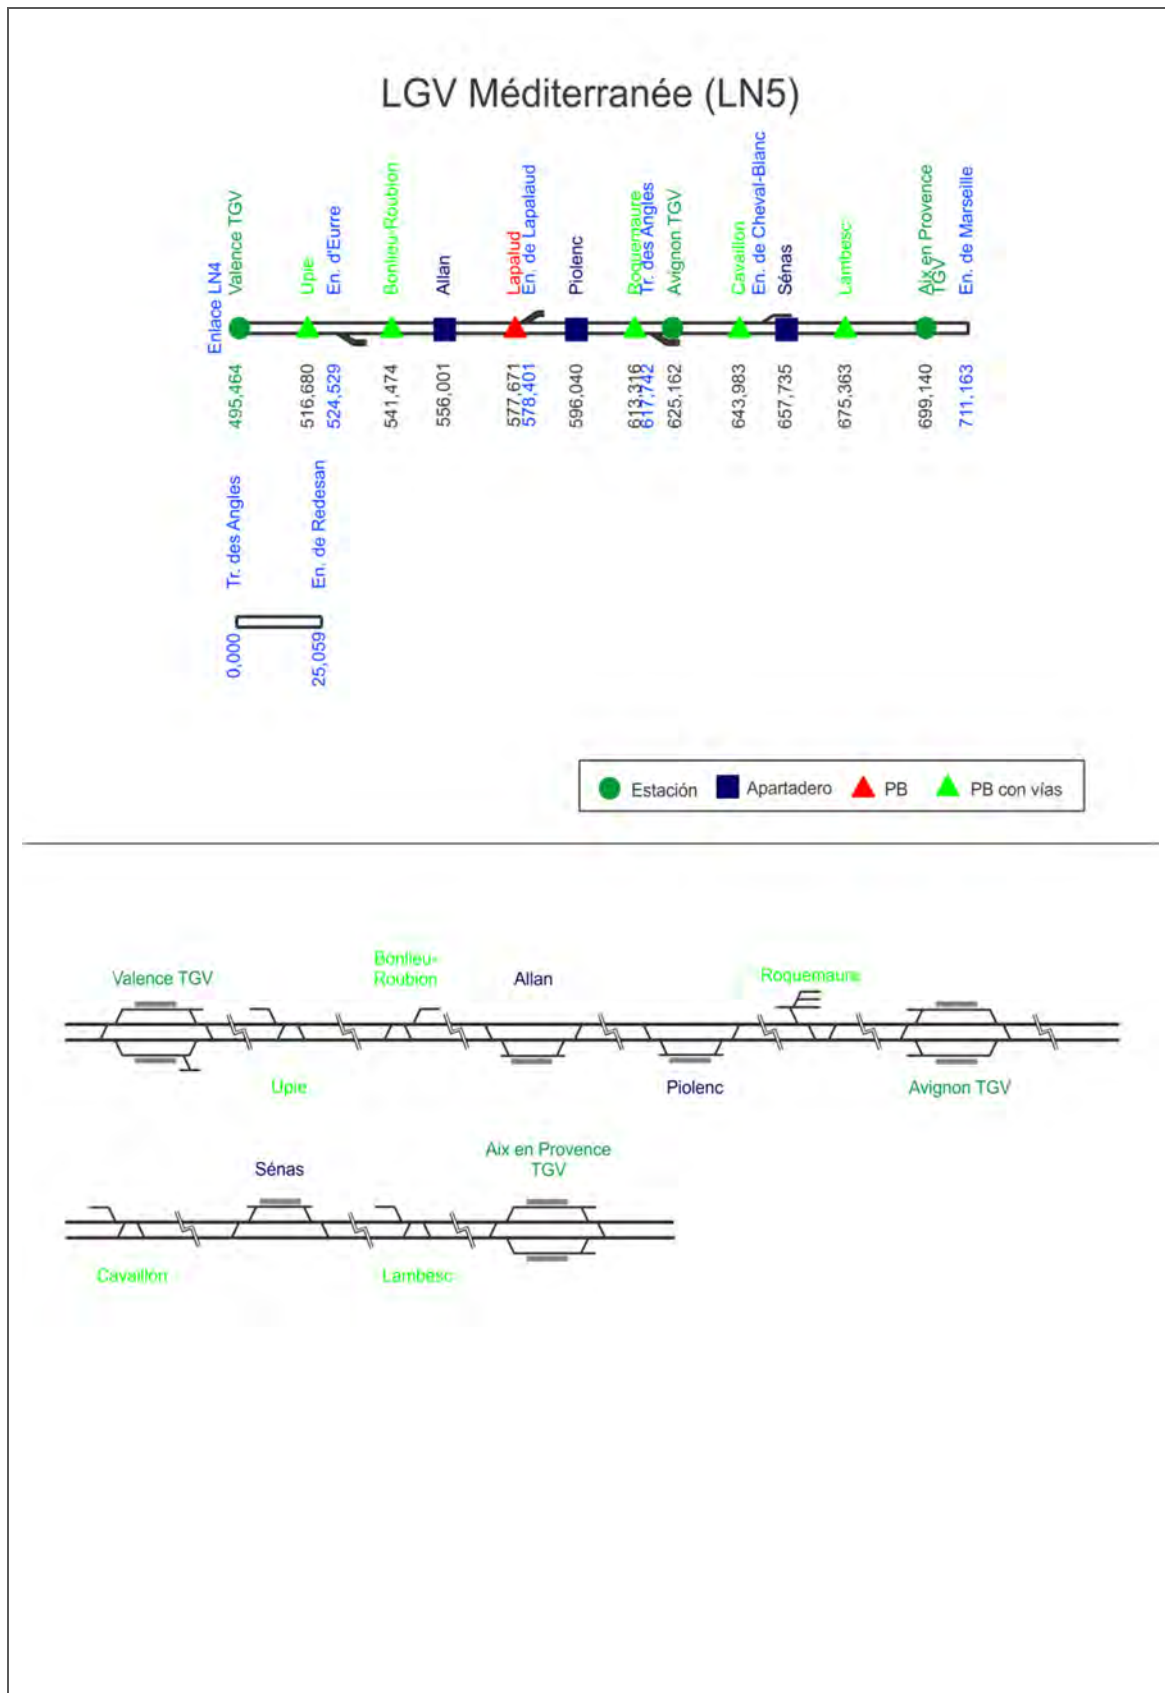 LGV Méditerranée (LN5)
Enlace LN4
Valence TGV
Upie
En. d'Eurre
Bonlieu-Roubion
Allan
Lapalud
En. de Lapalaud
Piolenc
Roquemaure
Tr. des Angles
Avignon TGV
Cavaillon
En. de Cheval-Blanc
Sénas
Lambesc
Aix en Provence
TGV
En. de Marseille
495,464
516,680
524,529
541,474
556,001
577,671
578,401
596,040
613,316
617,742
625,162
643,983
657,735
675,363
699,140
711,163
Tr. des Angles
En. de Redesan
0,000
25,059
Estación
Apartadero
PB
PB con vías
Valence TGV
Bonlieu-
Roubion
Allan
Roquemaure
Upie
Piolenc
Avignon TGV
Sénas
Aix en Provence
TGV
Cavaillon
Lambesc